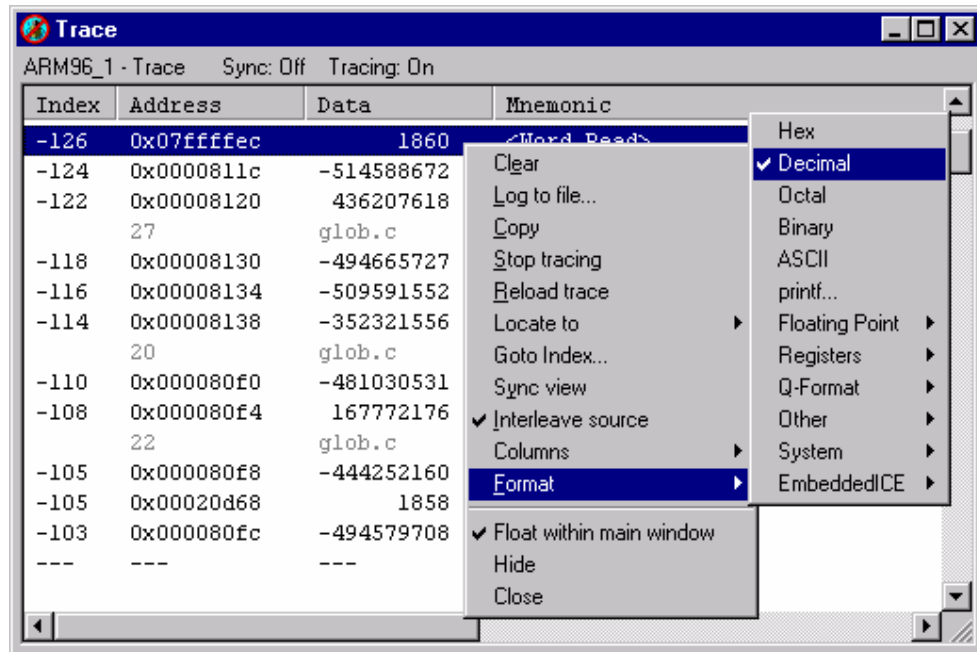 Trace
ARM96_1 - Trace Sync: Off Tracing: On
Index Address Data Mnemonic
-126 0x07ffffec 1860 <Word Read>
-124 0x0000811c -514588672
-122 0x00008120 436207618
27 glob.c
-118 0x00008130 -494665727
-116 0x00008134 -509591552
-114 0x00008138 -352321556
20 glob.c
-110 0x000080f0 -481030531
-108 0x000080f4 167772176
22 glob.c
-105 0x000080f8 -444252160
-105 0x00020d68 1858
-103 0x000080fc -494579708
--- --- ---
Clear
Log to file...
Copy
Stop tracing
Reload trace
Locate to
Goto Index...
Sync view
Interleave source
Columns
Format
Float within main window
Hide
Close
Hex
Decimal
Octal
Binary
ASCII
printf...
Floating Point
Registers
Q-Format
Other
System
EmbeddedICE